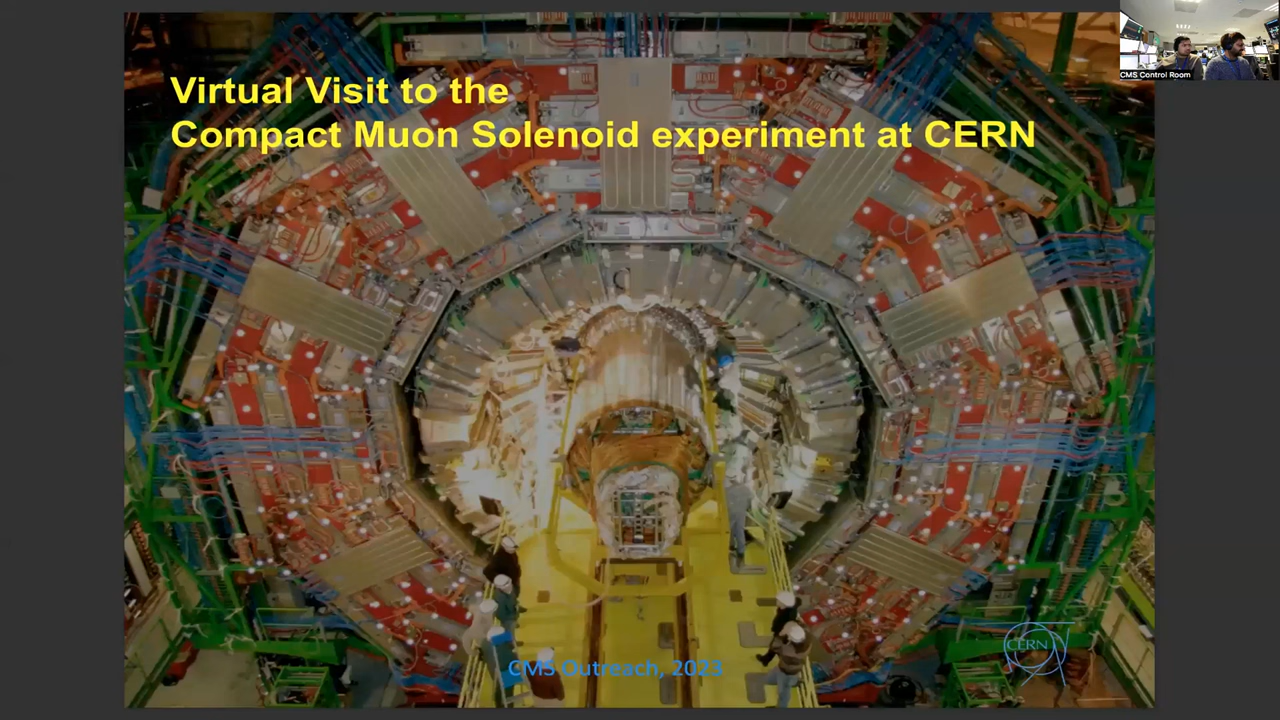 Virtual Visit to the
Compact Muon Solenoid experiment at CERN
CMS Control Room
CERN
CMS Outreach, 2023